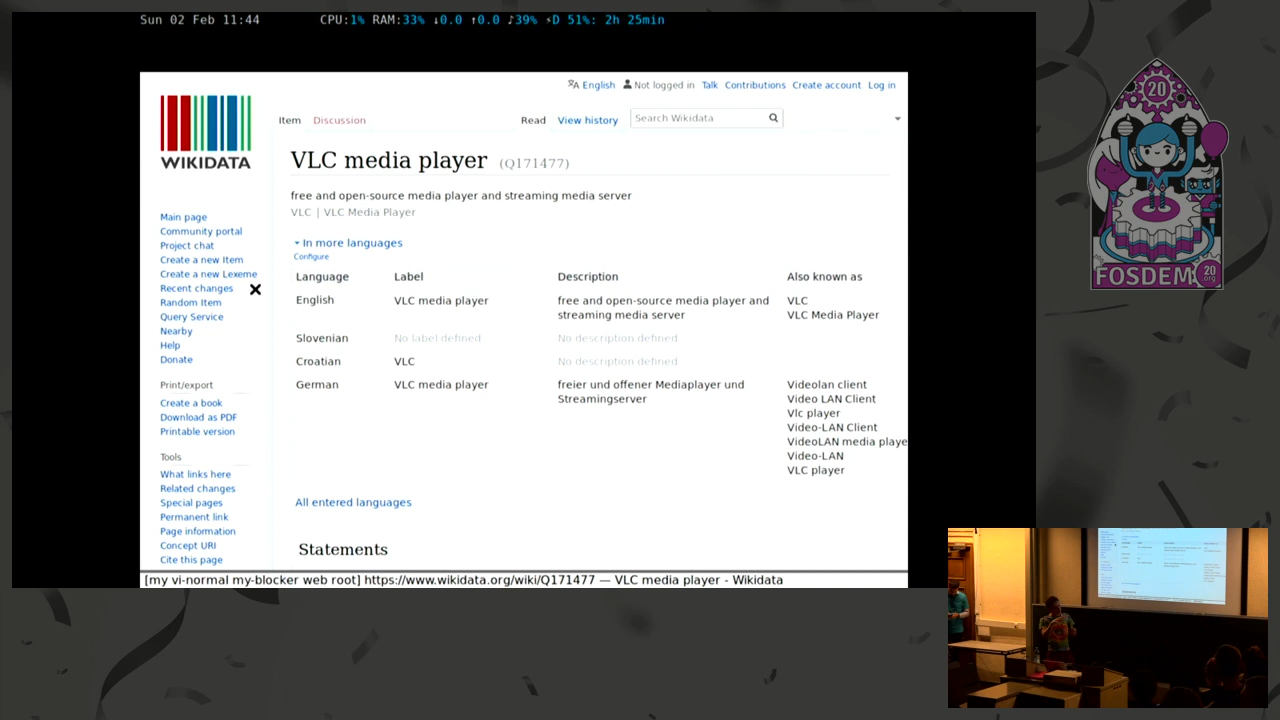 Sun 02 Feb 11:44 CPU:1% RAM:33% ↓0.0 ↑0.0 ♪39% ⚡D 51%: 2h 25min
English Not logged in Talk Contributions Create account Log in
Item Discussion Read View history Search Wikidata
WIKIDATA
VLC media player (Q171477)
free and open-source media player and streaming media server
VLC | VLC Media Player
In more languages
Configure
Language Label Description Also known as
English VLC media player free and open-source media player and VLC
streaming media server VLC Media Player
Slovenian No label defined No description defined
Croatian VLC No description defined
German VLC media player freier und offener Mediaplayer und Videolan client
Streamingserver Video LAN Client
Vlc player
Video-LAN Client
VideoLAN media playe
Video-LAN
VLC player
All entered languages
Statements
Main page
Community portal
Project chat
Create a new Item
Create a new Lexeme
Recent changes
Random Item
Query Service
Nearby
Help
Donate
Print/export
Create a book
Download as PDF
Printable version
Tools
What links here
Related changes
Special pages
Permanent link
Page information
Concept URI
Cite this page
[my vi-normal my-blocker web root] https://www.wikidata.org/wiki/Q171477 — VLC media player - Wikidata
20
FOSDEM
20
.org